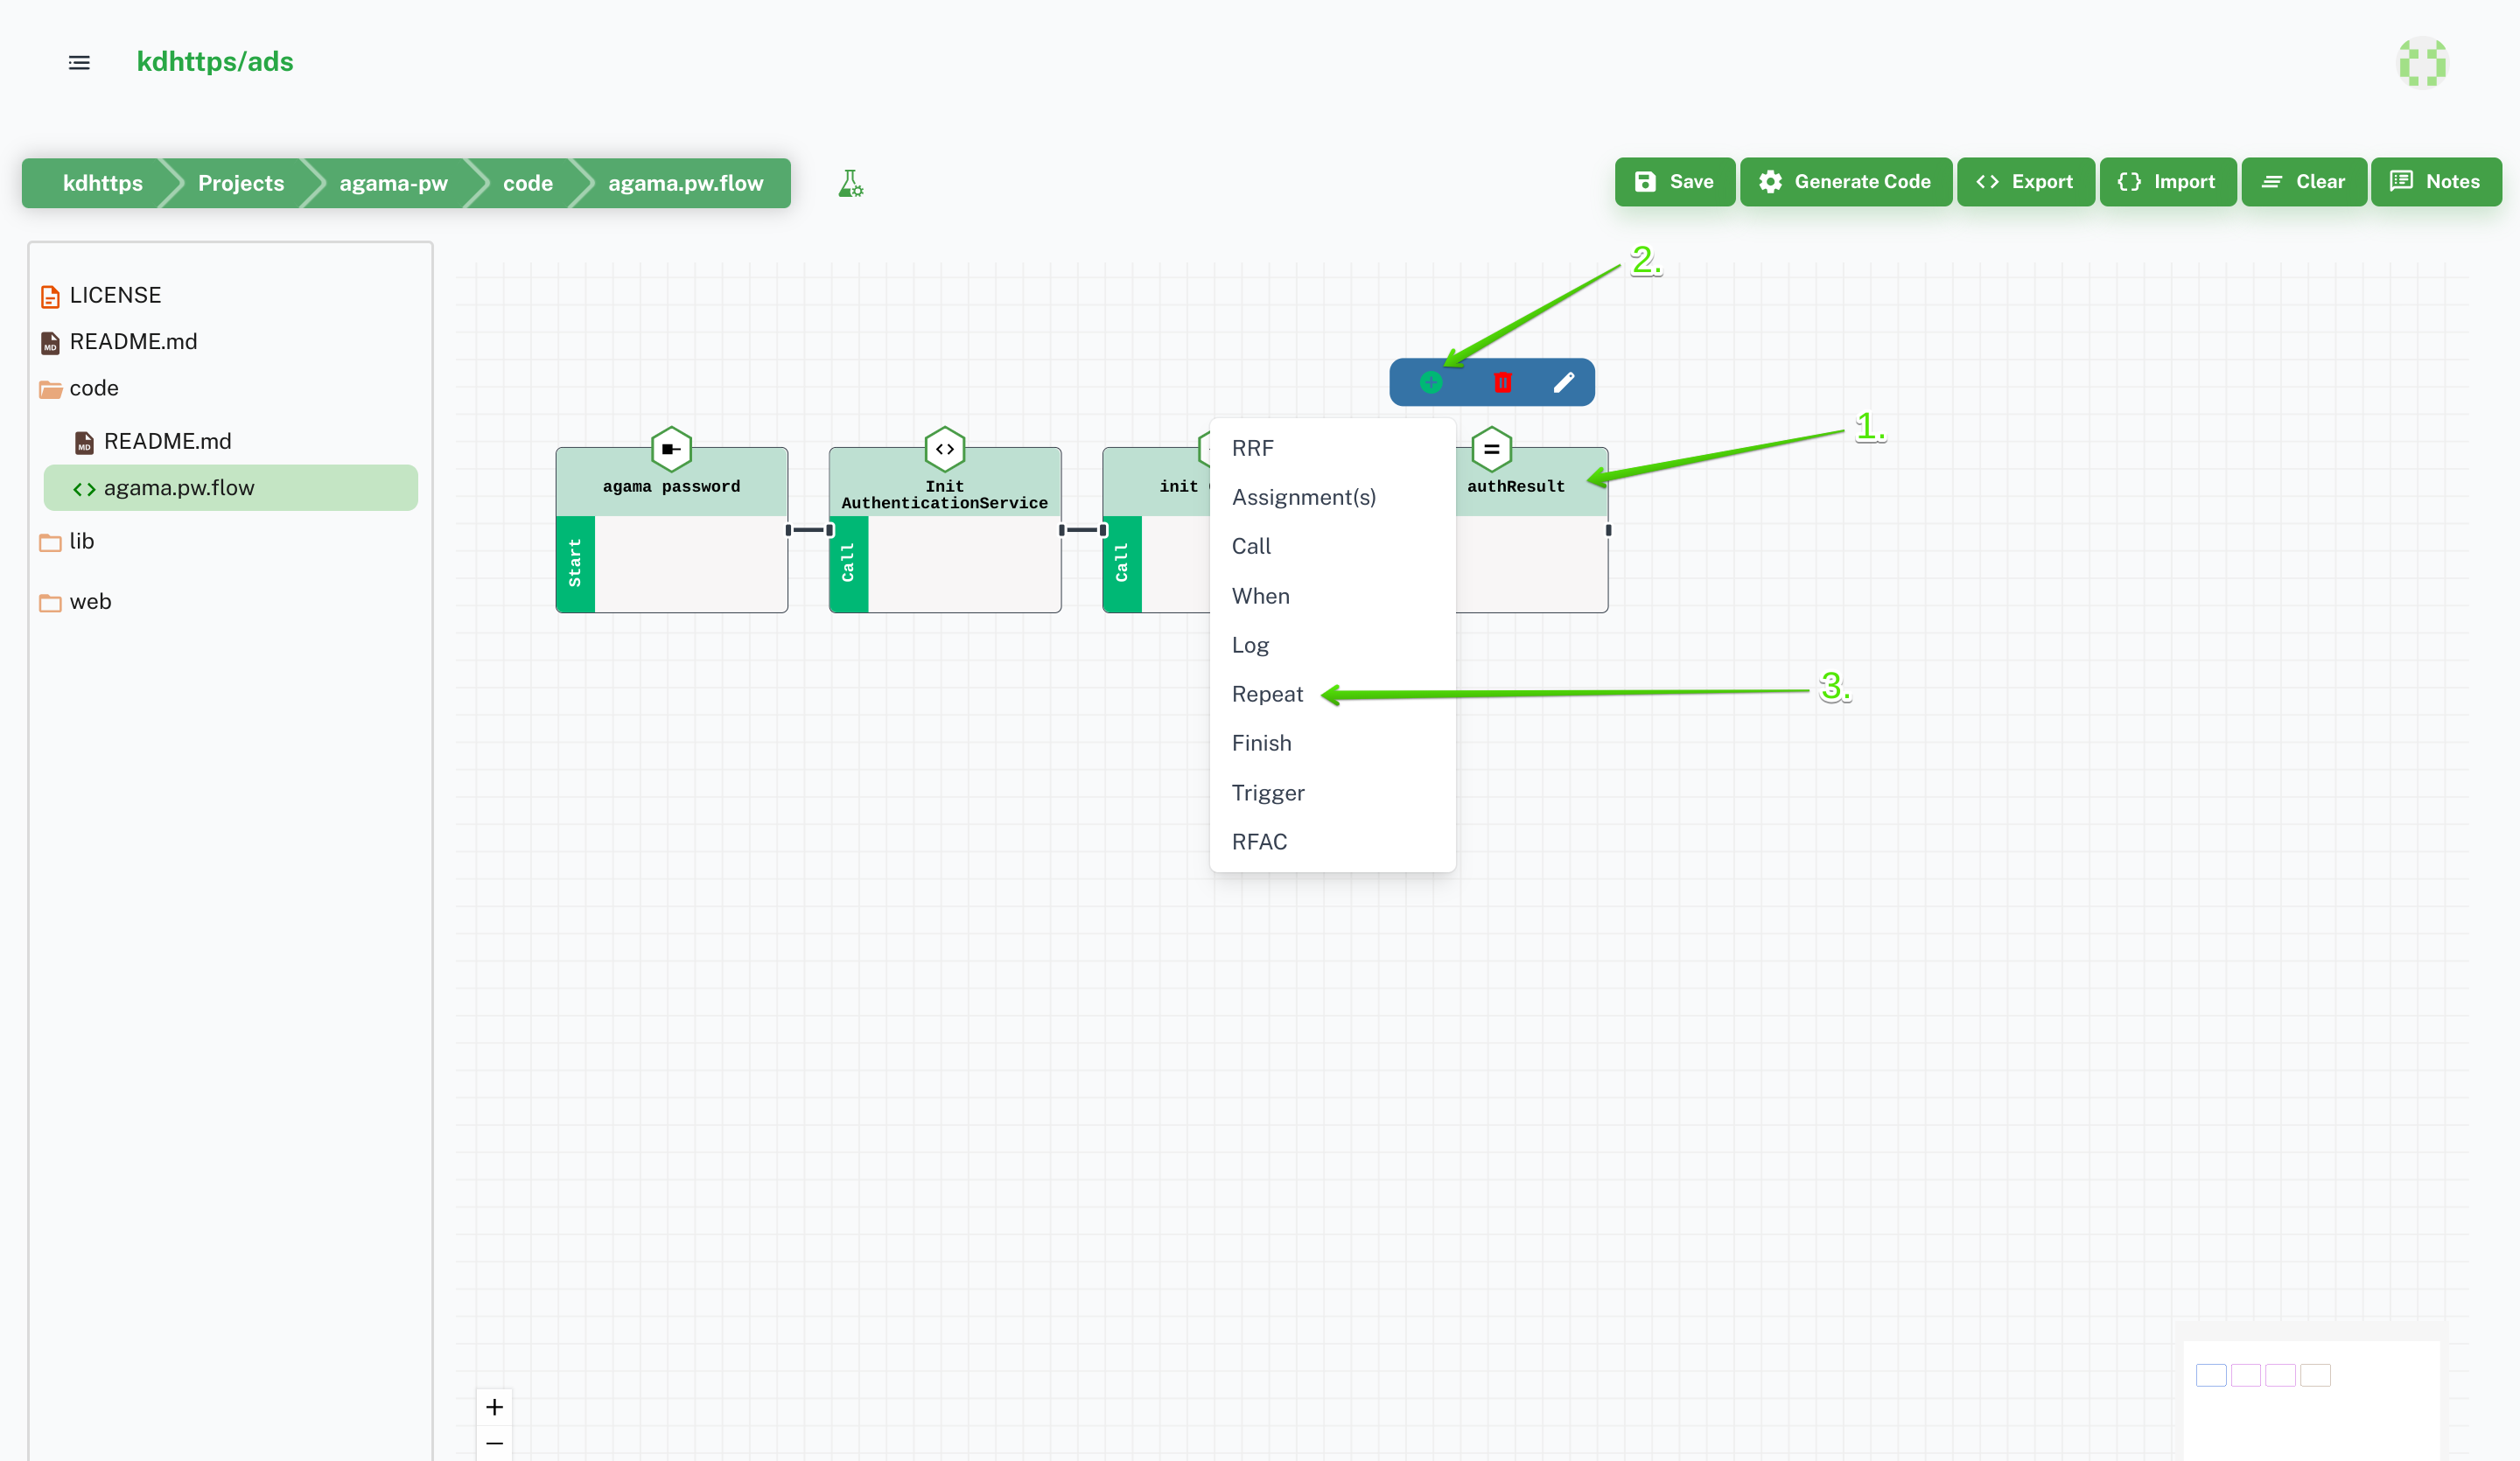 kdhttps/ads
kdhttps Projects agama-pw code agama.pw.flow
Save Generate Code Export Import Clear Notes
LICENSE
README.md
code
README.md
agama.pw.flow
lib
web
2.
1.
3.
agama password
Start
Init
AuthenticationService
Call
init
Call
authResult
RRF
Assignment(s)
Call
When
Log
Repeat
Finish
Trigger
RFAC